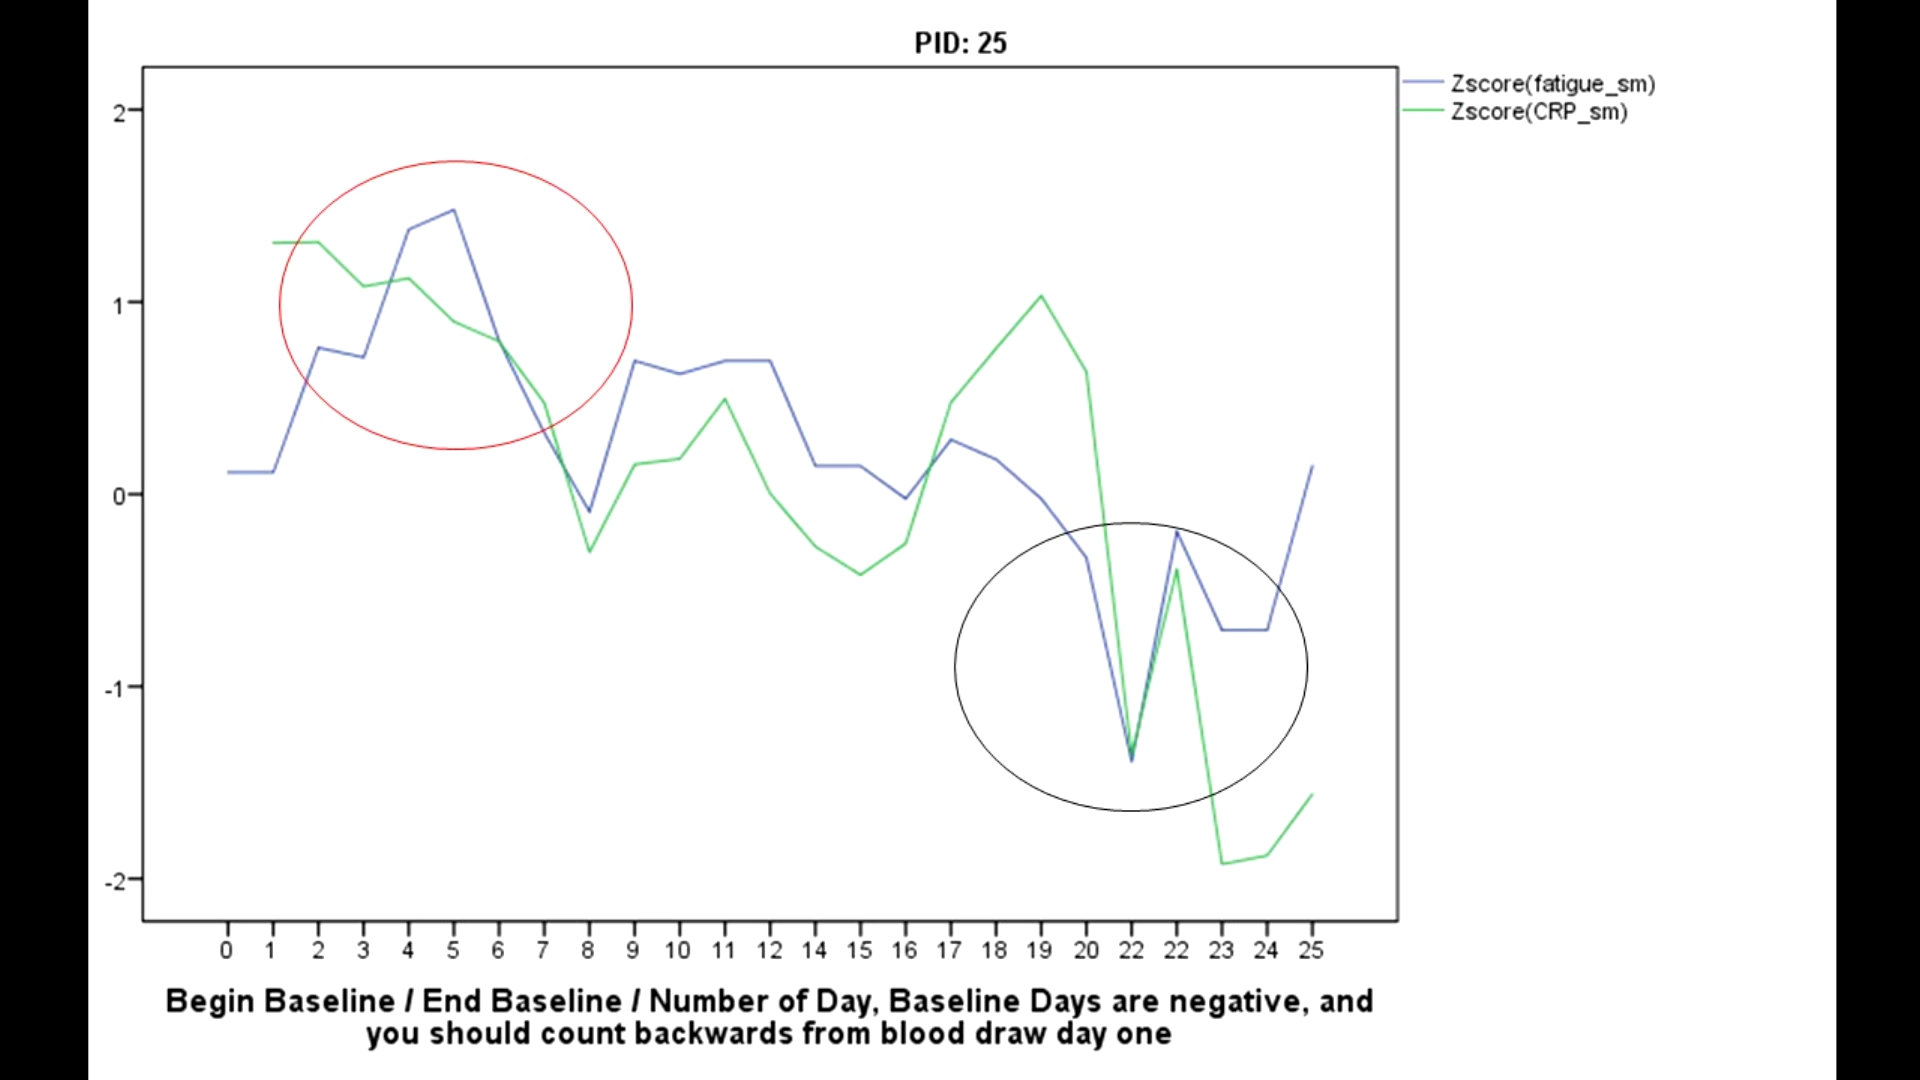 PID: 25
Zscore(fatigue_sm)
Zscore(CRP_sm)
2
1
0
-1
-2
0 1 2 3 4 5 6 7 8 9 10 11 12 14 15 16 17 18 19 20 22 22 23 24 25
Begin Baseline / End Baseline / Number of Day, Baseline Days are negative, and
you should count backwards from blood draw day one